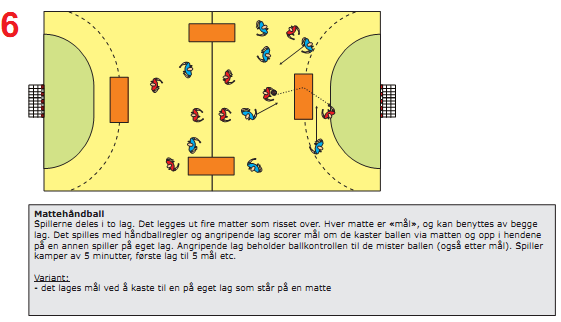 6
Mattehåndball
Spillerne deles i to lag. Det legges ut fire matter som risset over. Hver matte er «mål», og kan benyttes av begge
lag. Det spilles med håndballregler og angripende lag scorer mål om de kaster ballen via matten og opp i hendene
på en annen spiller på eget lag. Angripende lag beholder ballkontrollen til de mister ballen (også etter mål). Spiller
kamper av 5 minutter, første lag til 5 mål etc.
Variant:
- det lages mål ved å kaste til en på eget lag som står på en matte